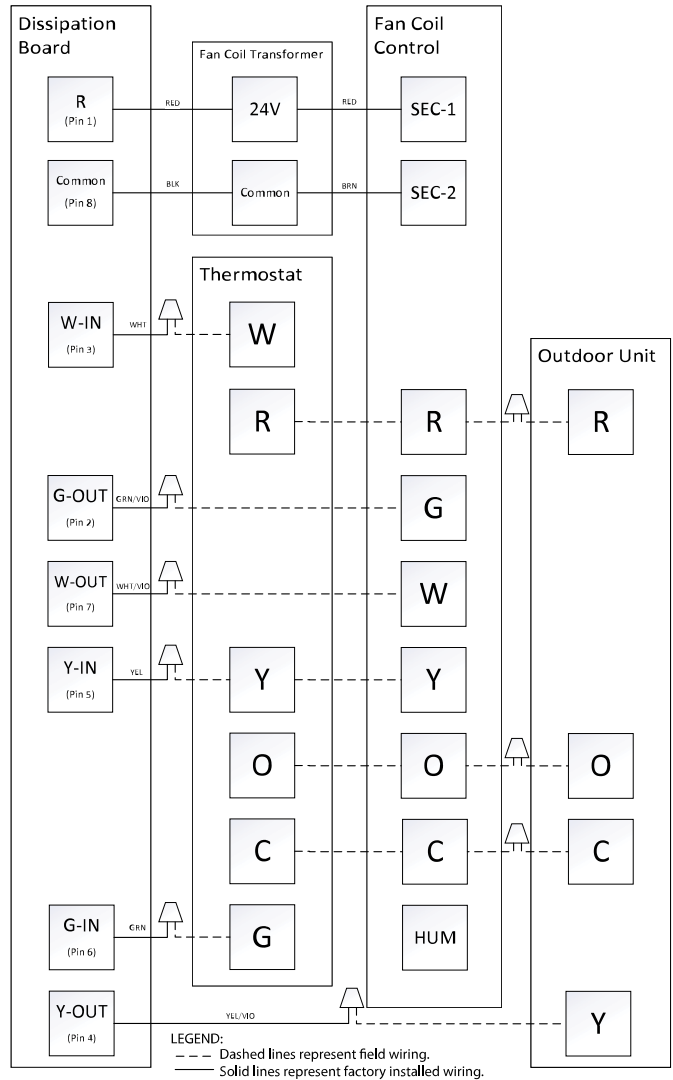 Dissipation
Board
Fan Coil Transformer
Fan Coil
Control
R
(Pin 1)
RED
24V
RED
SEC-1
Common
(Pin 8)
BLK
Common
BRN
SEC-2
Thermostat
W-IN
(Pin 3)
WHT
W
Outdoor Unit
R
R
R
G-OUT
(Pin 2)
GRN/VIO
G
W-OUT
(Pin 7)
WHT/VIO
W
Y-IN
(Pin 5)
YEL
Y
Y
O
O
O
C
C
C
G-IN
(Pin 6)
GRN
G
HUM
Y-OUT
(Pin 4)
YEL/VIO
Y
LEGEND:
Dashed lines represent field wiring.
Solid lines represent factory installed wiring.